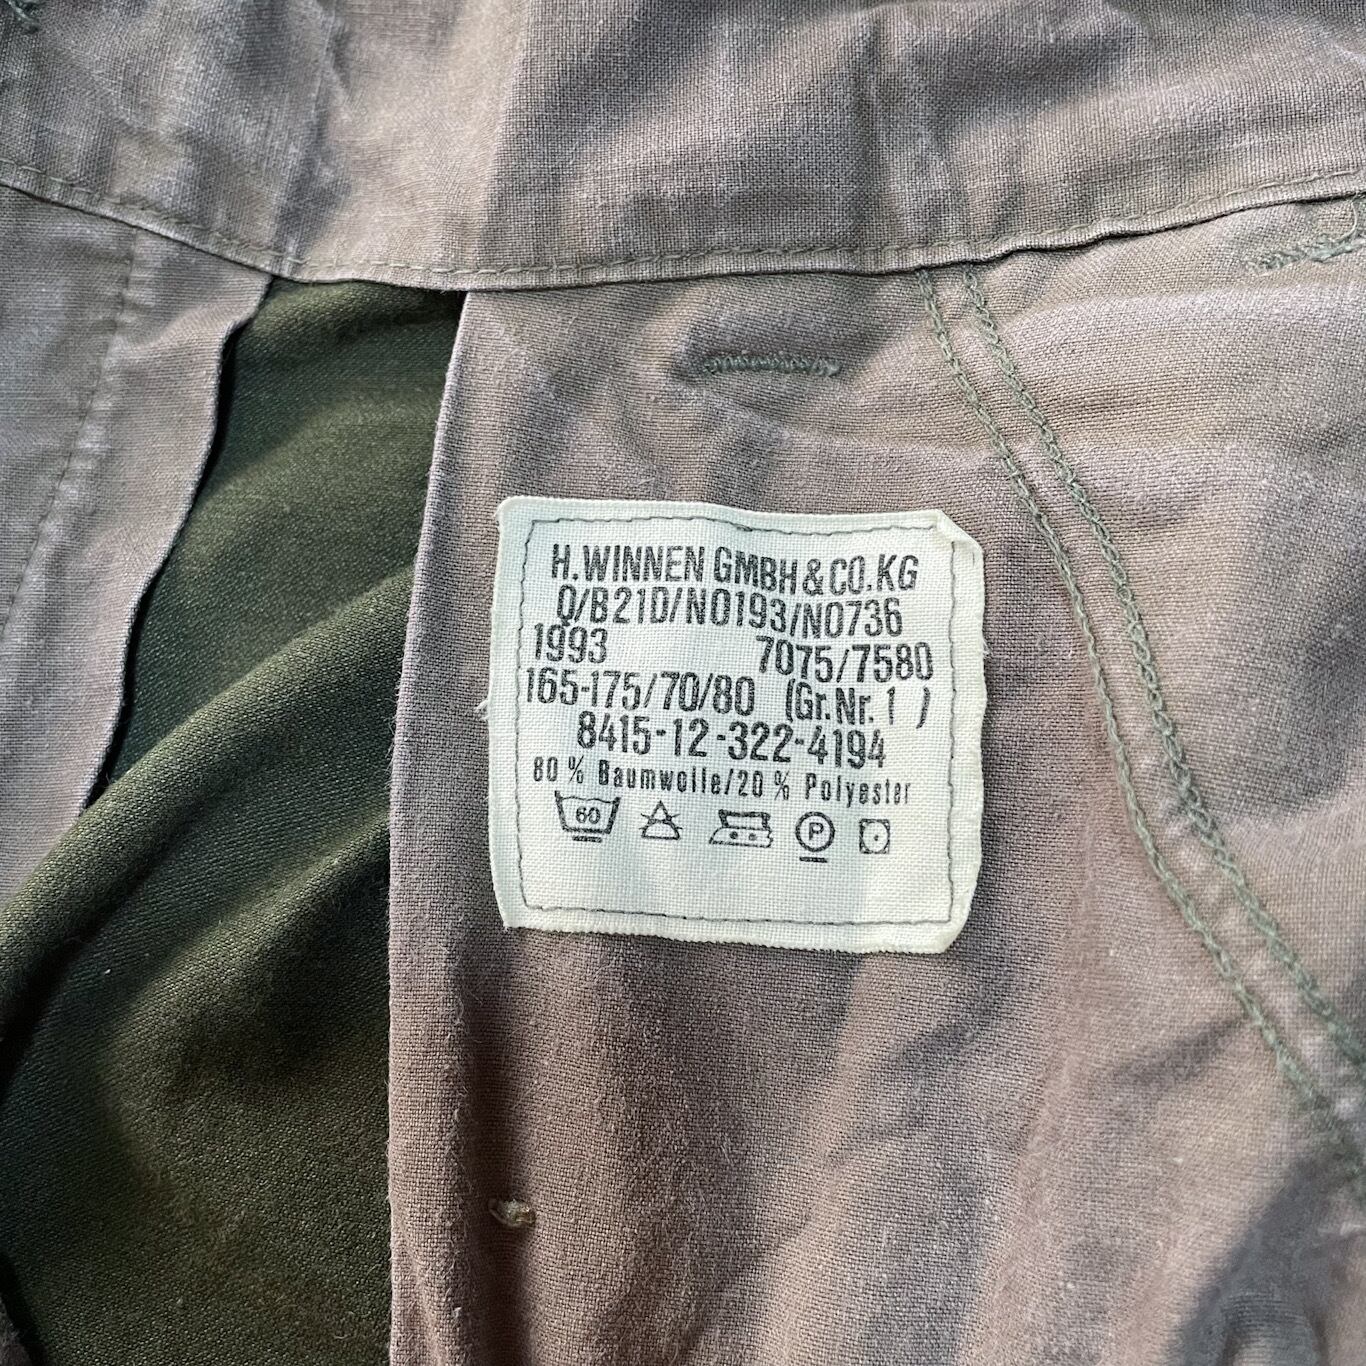 H.WINNEN GMBH & CO.KG
Q/B21D/N0193/N0736
1993 7075/7580
165-175/70/80 (Gr.Nr. 1 )
8415-12-322-4194
80 % Baumwolle/20 % Polyester
60 P